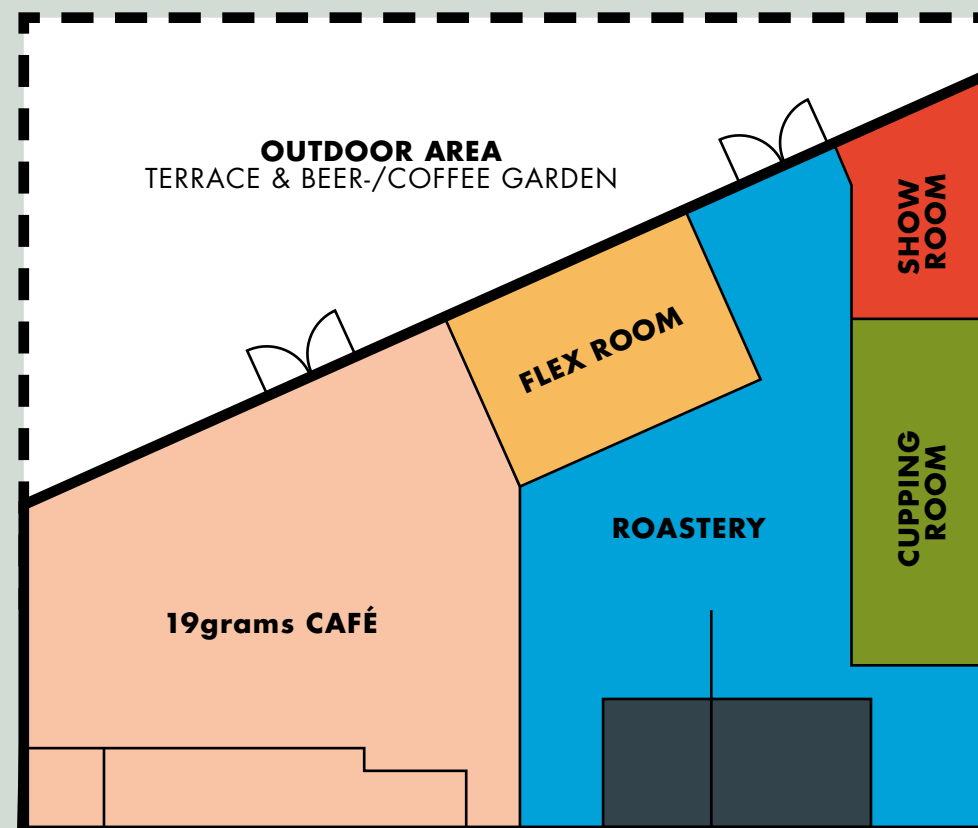 OUTDOOR AREA
TERRACE & BEER-/COFFEE GARDEN
SHOW
ROOM
FLEX ROOM
CUPPING
ROOM
ROASTERY
19grams CAFÉ